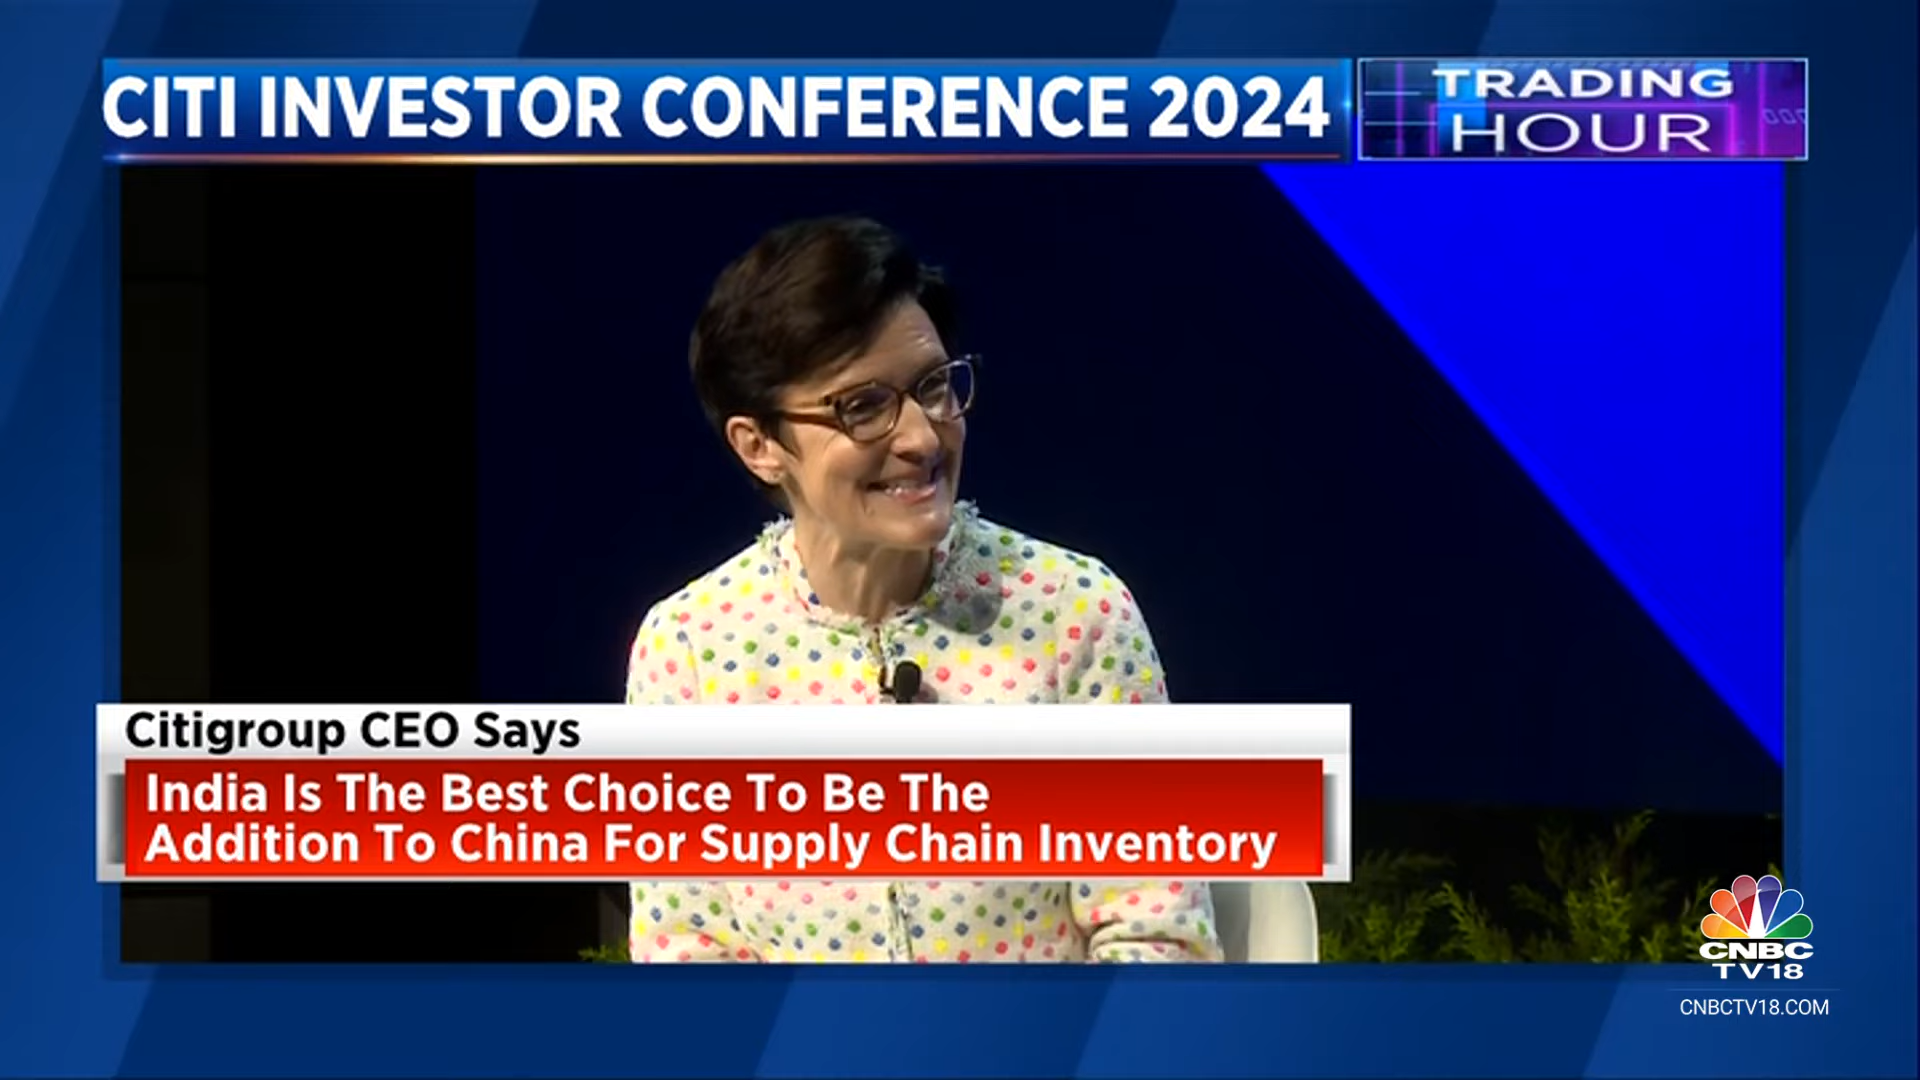 CITI INVESTOR CONFERENCE 2024
TRADING
HOUR
Citigroup CEO Says
India Is The Best Choice To Be The
Addition To China For Supply Chain Inventory
CNBC
TV18
CNBCTV18.COM